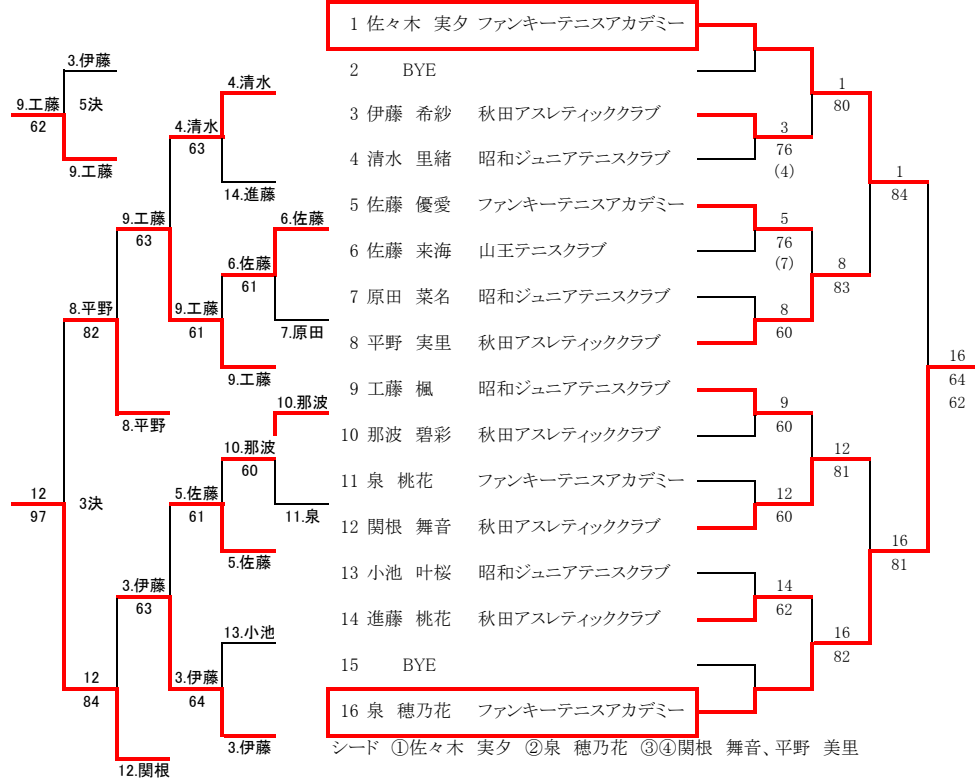 1 佐々木 実夕 ファンキーテニスアカデミー
2 BYE
3 伊藤 希紗 秋田アスレティッククラブ
4 清水 里緒 昭和ジュニアテニスクラブ
5 佐藤 優愛 ファンキーテニスアカデミー
6 佐藤 来海 山王テニスクラブ
7 原田 菜名 昭和ジュニアテニスクラブ
8 平野 実里 秋田アスレティッククラブ
9 工藤 楓 昭和ジュニアテニスクラブ
10 那波 碧彩 秋田アスレティッククラブ
11 泉 桃花 ファンキーテニスアカデミー
12 関根 舞音 秋田アスレティッククラブ
13 小池 叶桜 昭和ジュニアテニスクラブ
14 進藤 桃花 秋田アスレティッククラブ
15 BYE
16 泉 穂乃花 ファンキーテニスアカデミー
シード ①佐々木 実夕 ②泉 穂乃花 ③④関根 舞音、平野 美里
3
76
(4)
5
76
(7)
8
60
9
60
12
60
14
62
1
80
8
83
12
81
16
82
1
84
16
81
16
64
62
3.伊藤
9.工藤 5決
62
9.工藤
4.清水
4.清水
63
14.進藤
9.工藤
63
6.佐藤
6.佐藤
61
7.原田
9.工藤
61
9.工藤
8.平野
82
8.平野
10.那波
10.那波
60
11.泉
5.佐藤
61
5.佐藤
12
97
3決
3.伊藤
63
13.小池
3.伊藤
64
3.伊藤
12
84
12.関根